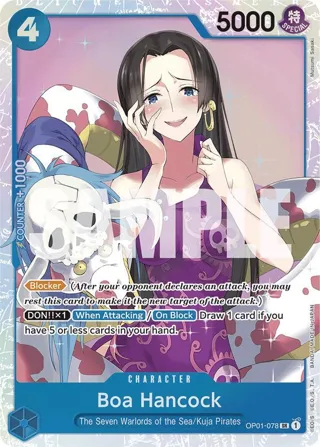 4
5000
特
SPECIAL
Mutsumi Sasaki
COUNTER +1000
SAMPLE
Blocker (After your opponent declares an attack, you may
rest this card to make it the new target of the attack.)
DON!!×1 When Attacking / On Block Draw 1 card if you
have 5 or less cards in your hand.
CHARACTER
Boa Hancock
The Seven Warlords of the Sea/Kuja Pirates
OP01-078 SR 1